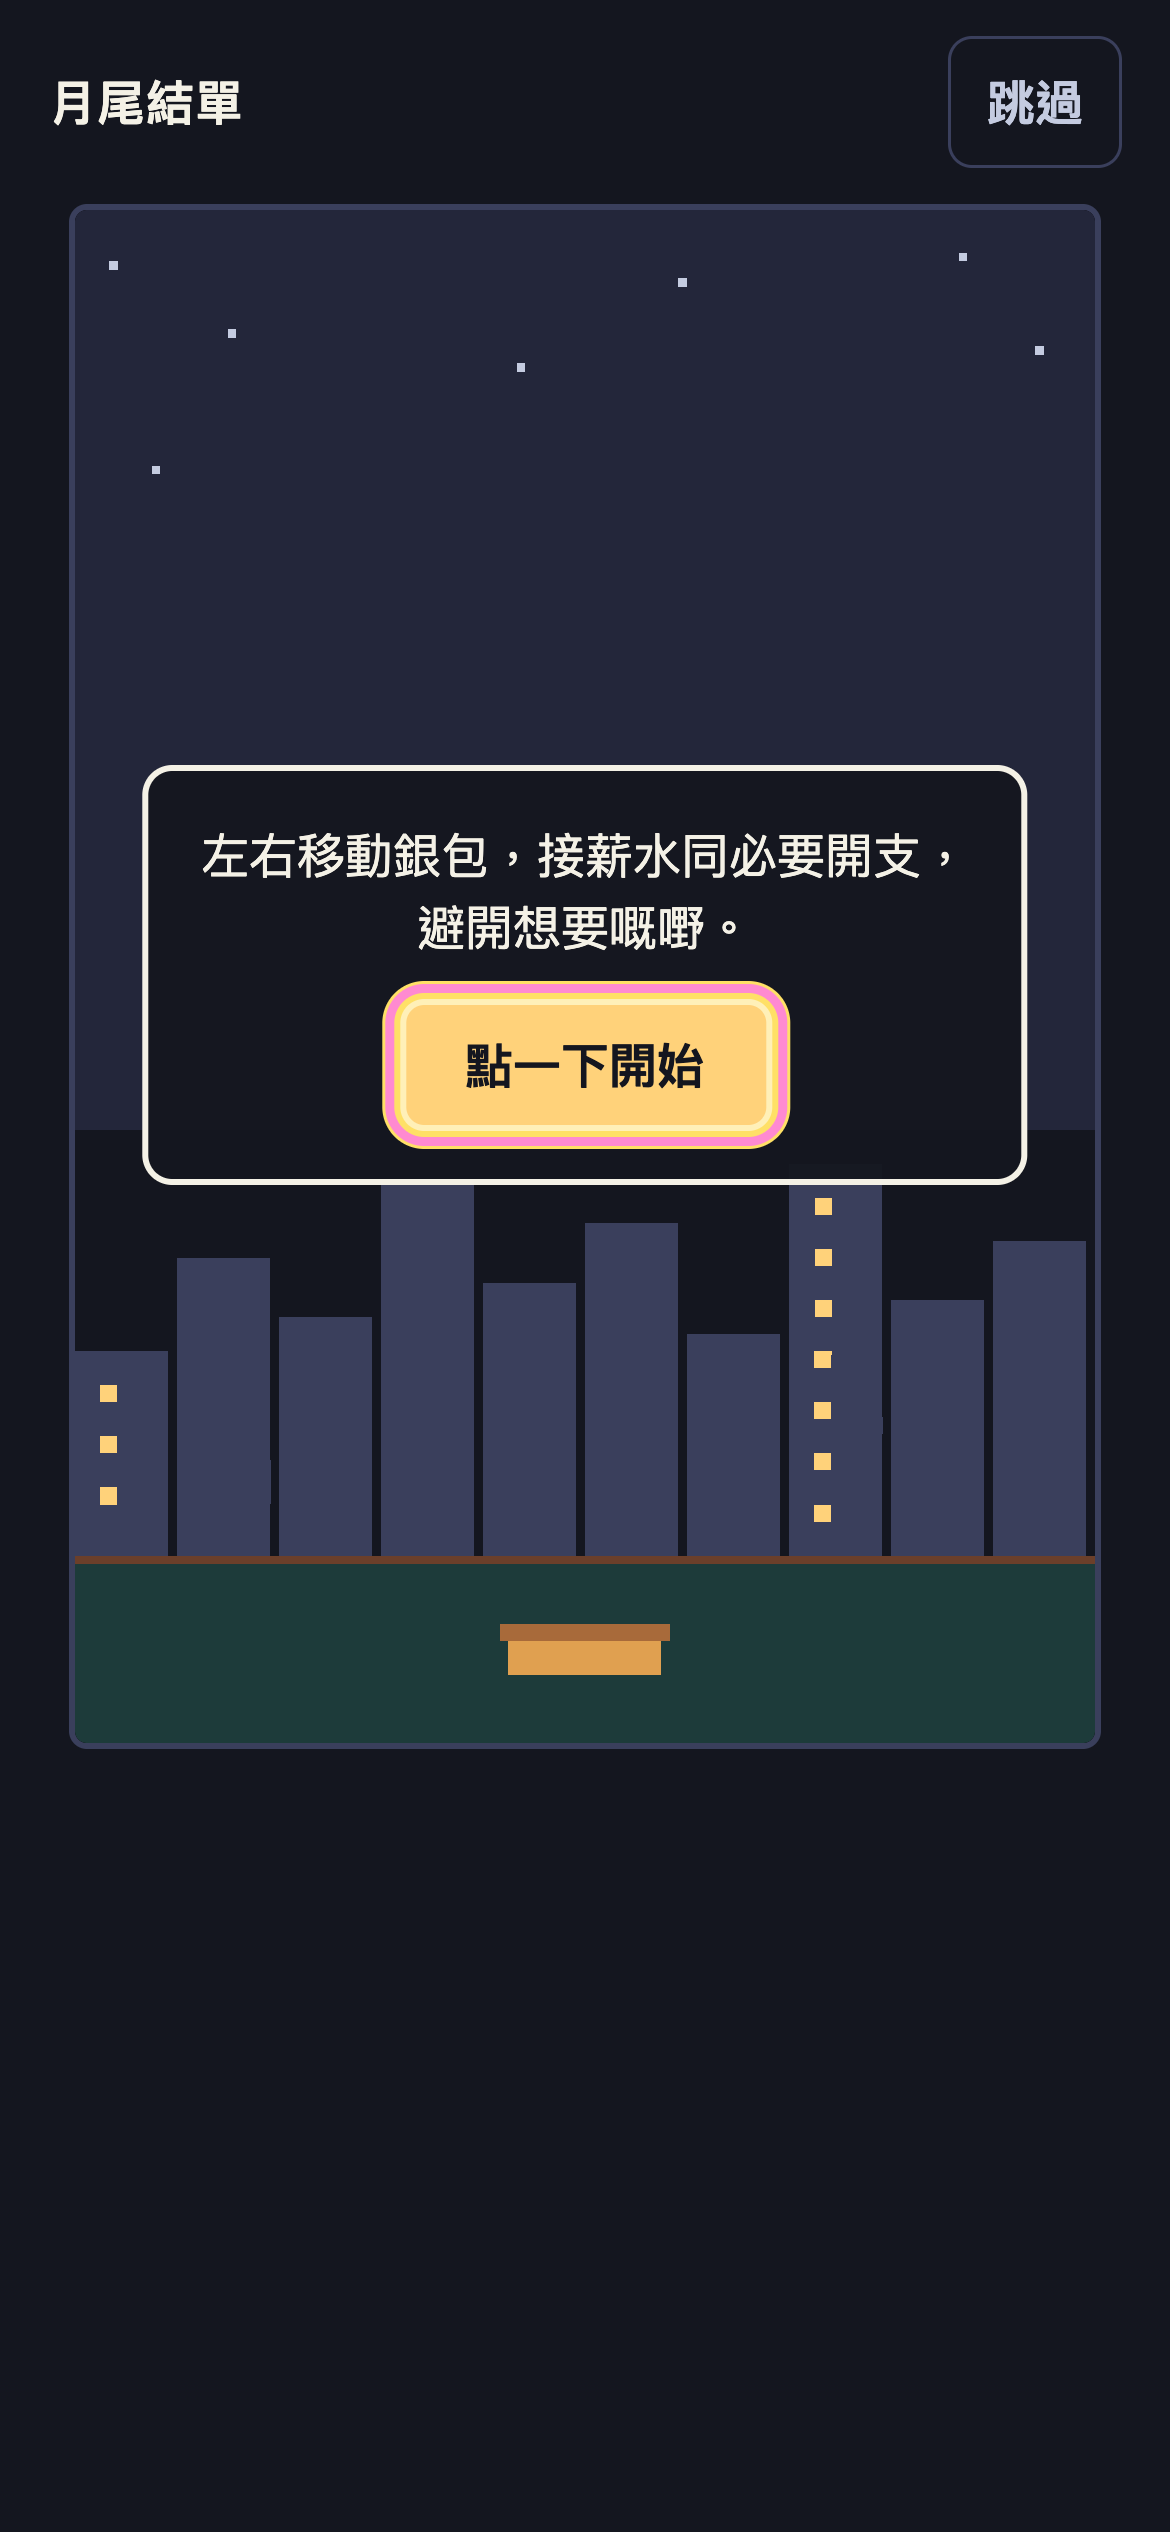 月尾結單
跳過
左右移動銀包，接薪水同必要開支，
避開想要嘅嘢。
點一下開始